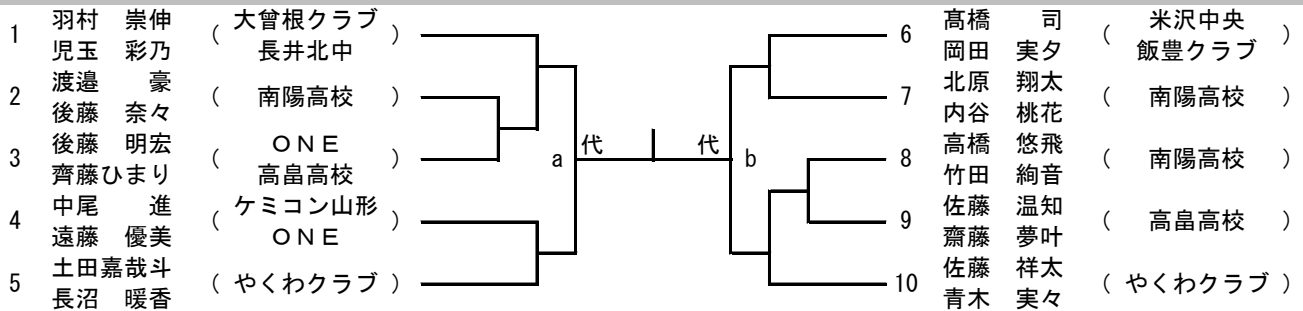 1 羽村　崇伸 ( 大曾根クラブ )
児玉　彩乃 長井北中
2 渡邉　　豪 ( 南陽高校 )
後藤　奈々
3 後藤　明宏 ( ＯＮＥ )
齊藤ひまり 高畠高校
4 中尾　　進 ( ケミコン山形 )
遠藤　優美 ＯＮＥ
5 土田嘉哉斗 ( やくわクラブ )
長沼　暖香
a 代 代 b
6 髙橋　　司 ( 米沢中央 )
岡田　実夕 飯豊クラブ
7 北原　翔太 ( 南陽高校 )
内谷　桃花
8 高橋　悠飛 ( 南陽高校 )
竹田　絢音
9 佐藤　温知 ( 高畠高校 )
齋藤　夢叶
10 佐藤　祥太 ( やくわクラブ )
青木　実々